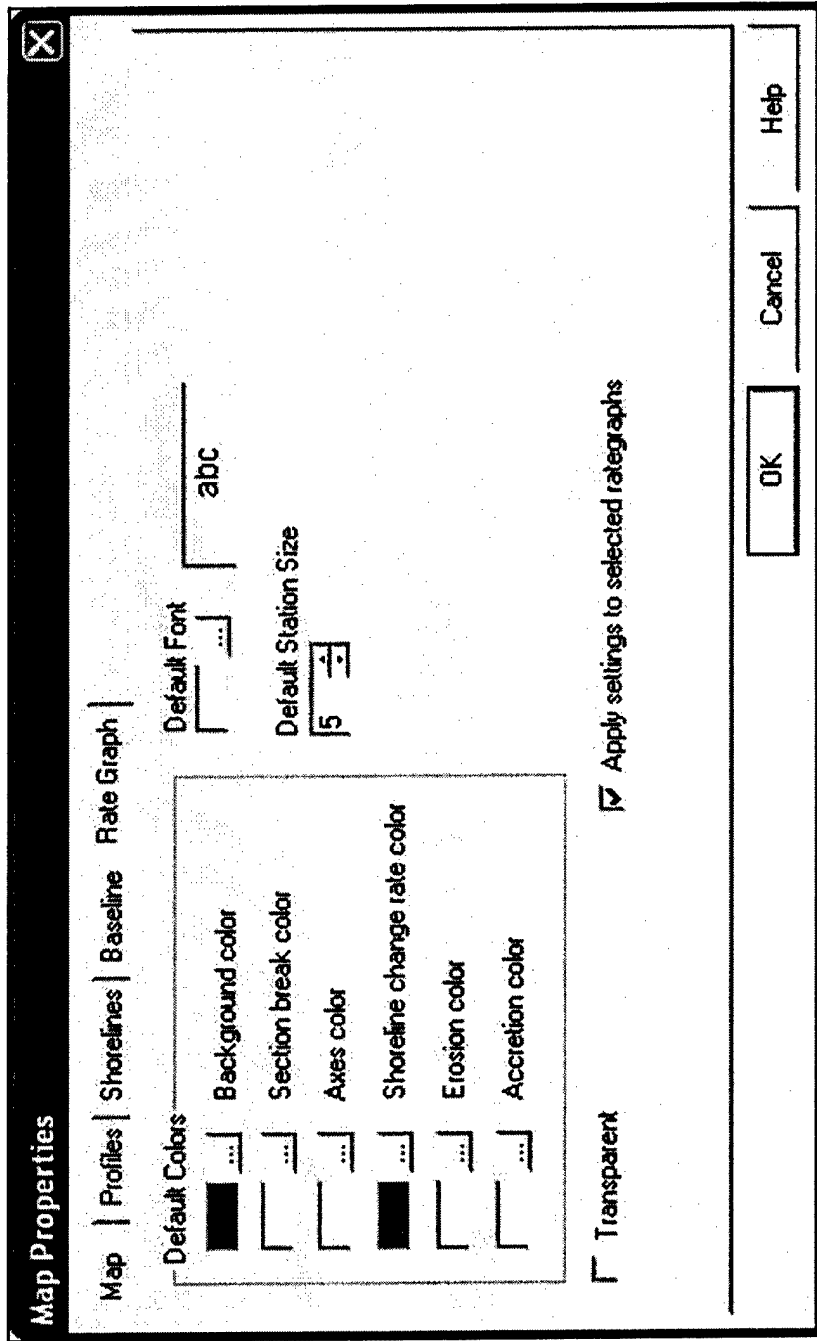 Map Properties
Map Profiles Shorelines Baseline Rate Graph
Default Colors
... Background color
... Section break color
... Axes color
... Shoreline change rate color
... Erosion color
... Accretion color
Default Font
... abc
Default Station Size
5
Transparent
Apply settings to selected rategraphs
OK Cancel Help